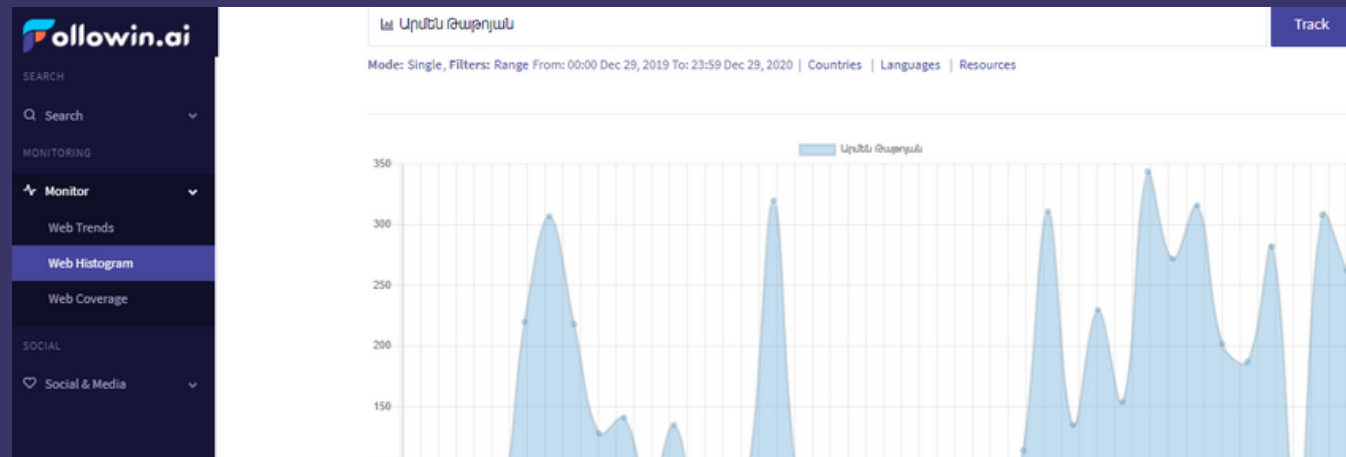 Followin.ai
SEARCH
Search
MONITORING
Monitor
Web Trends
Web Histogram
Web Coverage
SOCIAL
Social & Media
Արմեն Թաթոյան
Track
Mode: Single, Filters: Range From: 00:00 Dec 29, 2019 To: 23:59 Dec 29, 2020 | Countries | Languages | Resources
Արմեն Թաթոյան
350
300
250
200
150